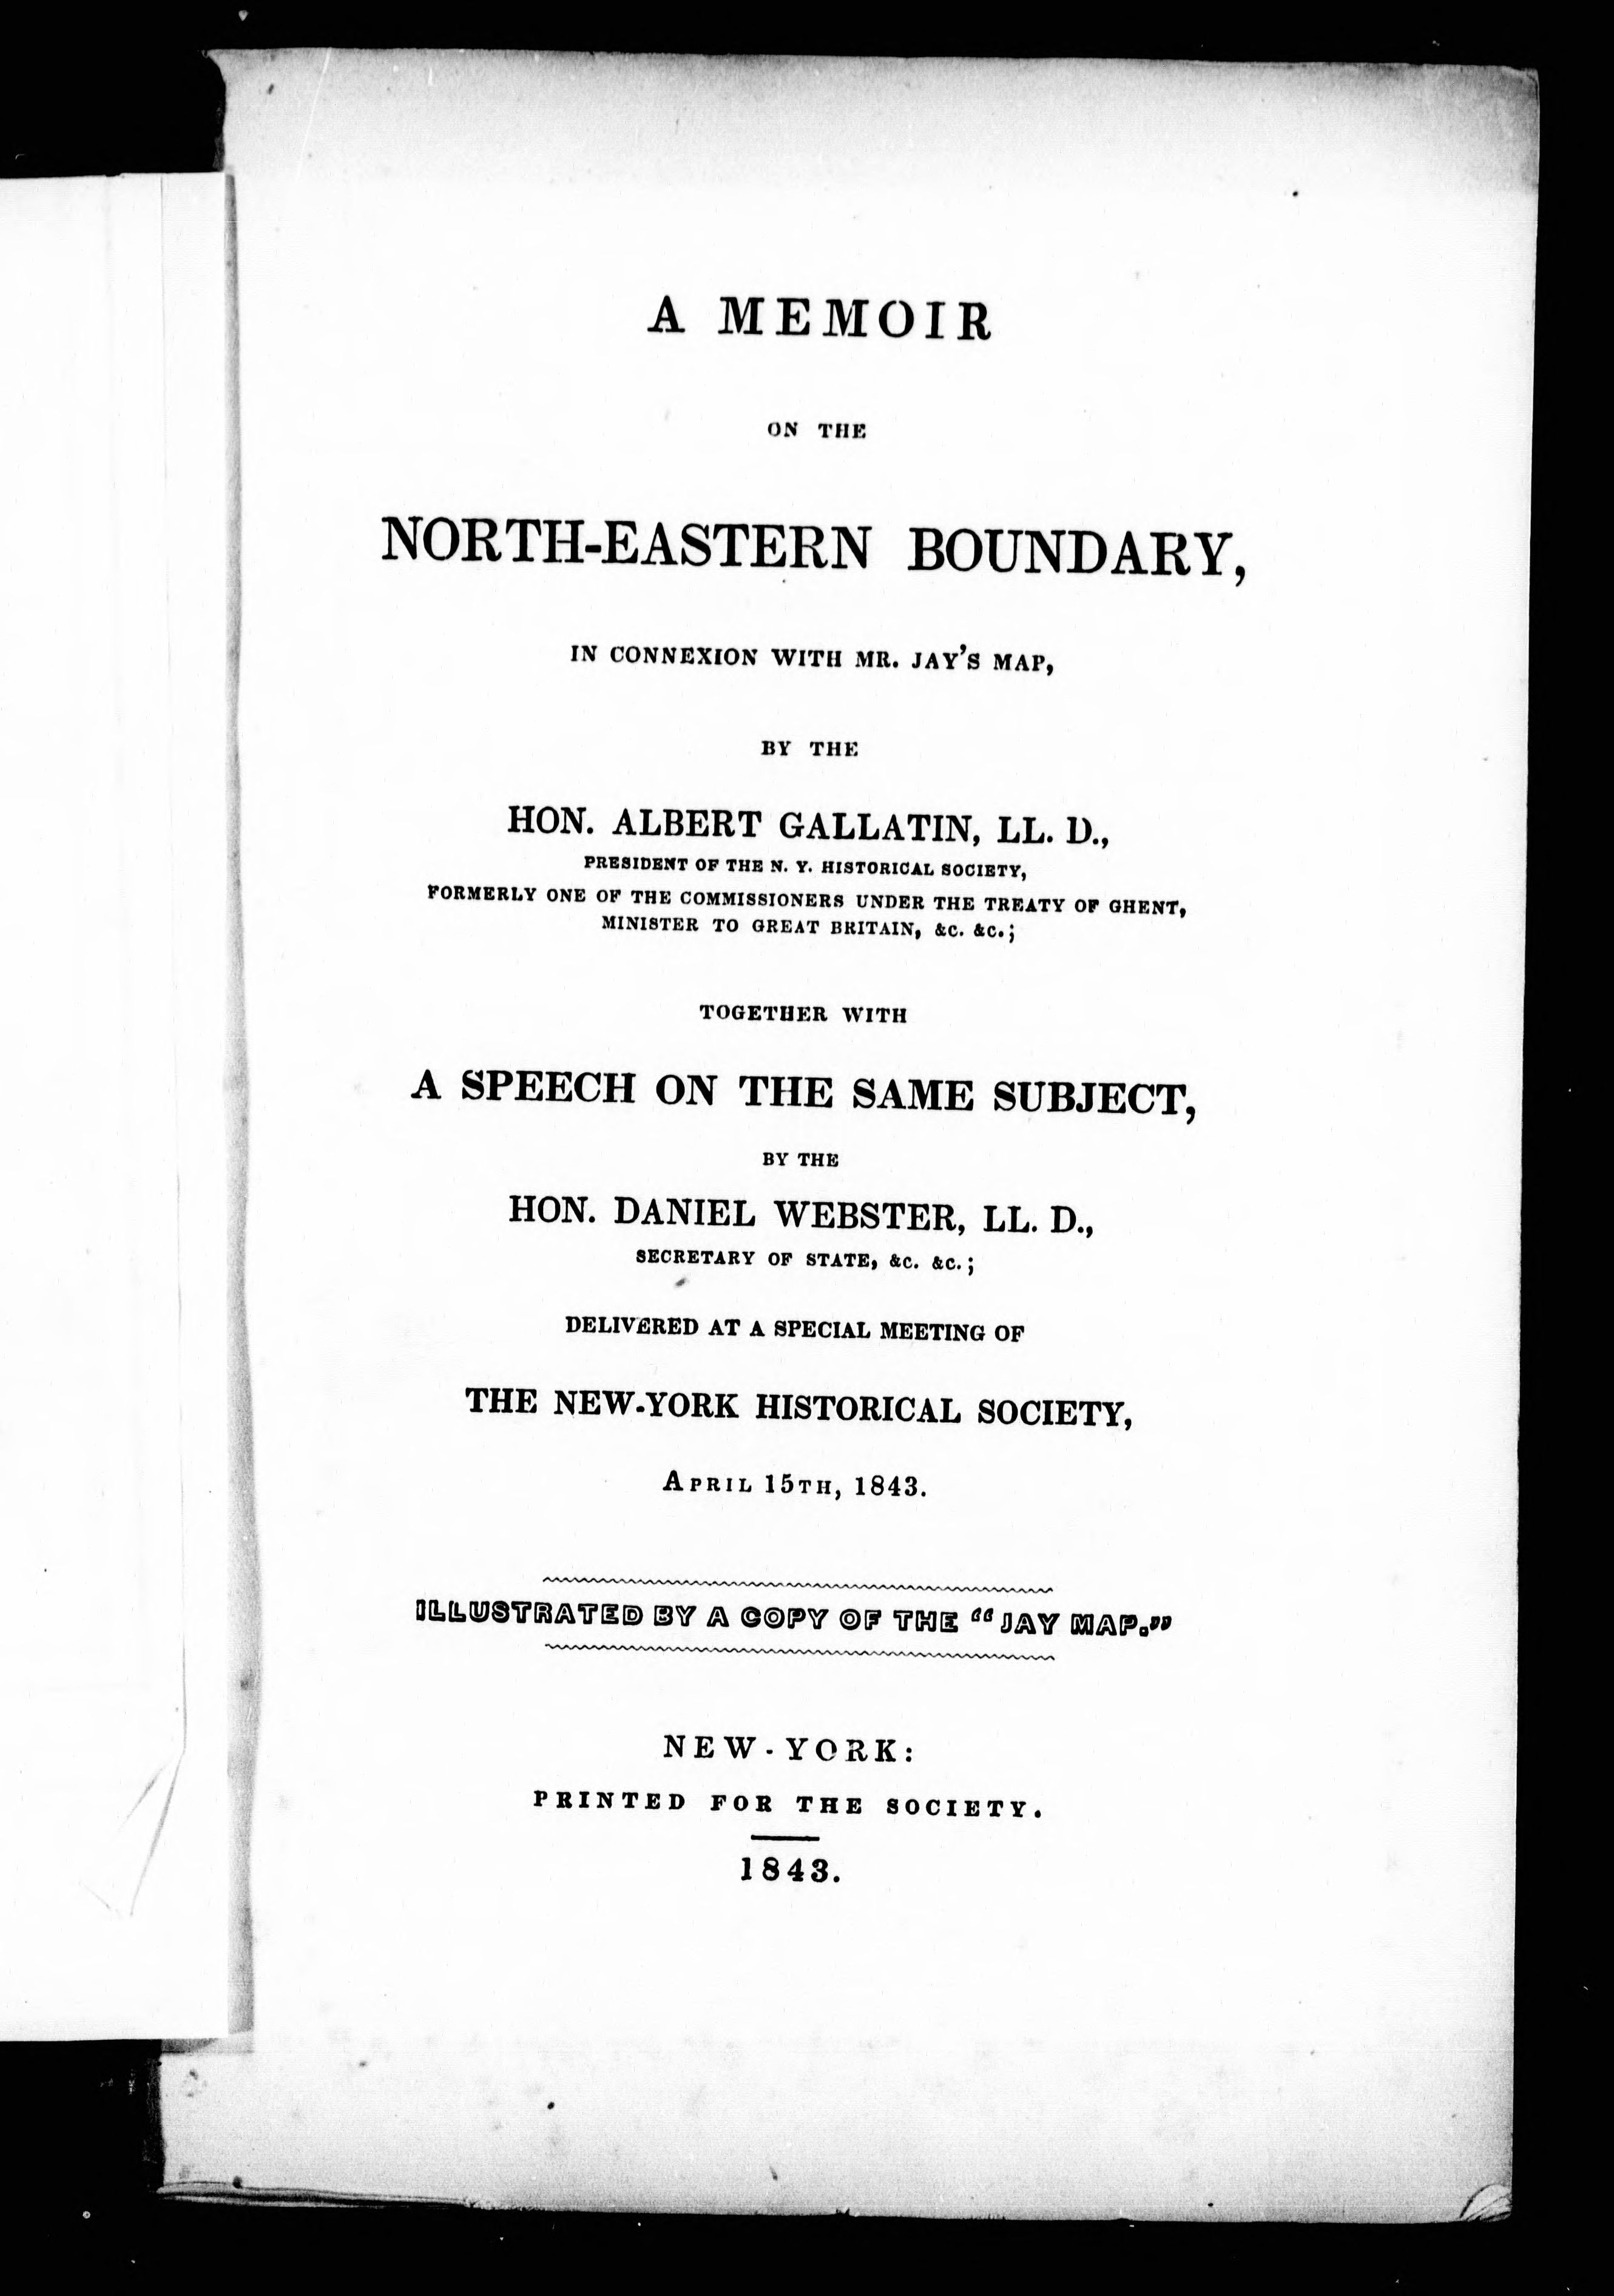 A MEMOIR
ON THE
NORTH-EASTERN BOUNDARY,
IN CONNEXION WITH MR. JAY'S MAP,
BY THE
HON. ALBERT GALLATIN, LL. D.,
PRESIDENT OF THE N. Y. HISTORICAL SOCIETY,
FORMERLY ONE OF THE COMMISSIONERS UNDER THE TREATY OF GHENT,
MINISTER TO GREAT BRITAIN, &C. &C.;
TOGETHER WITH
A SPEECH ON THE SAME SUBJECT,
BY THE
HON. DANIEL WEBSTER, LL. D.,
SECRETARY OF STATE, &C. &C.;
DELIVERED AT A SPECIAL MEETING OF
THE NEW-YORK HISTORICAL SOCIETY,
APRIL 15TH, 1843.
ILLUSTRATED BY A COPY OF THE "JAY MAP."
NEW-YORK:
PRINTED FOR THE SOCIETY.
1843.